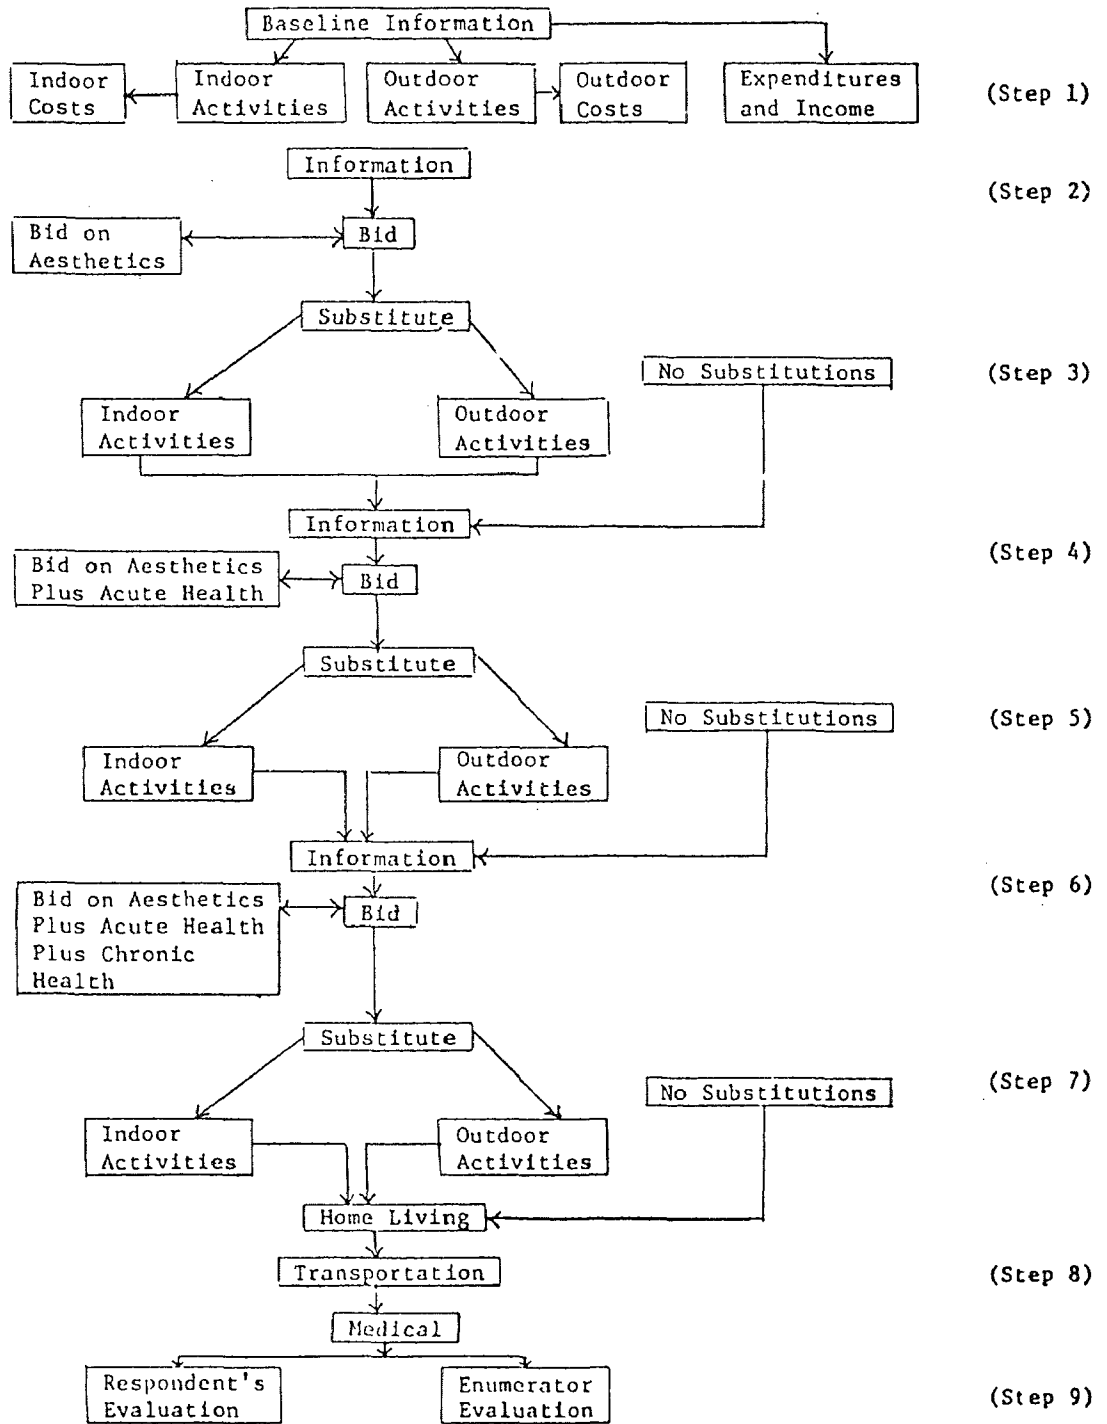 Baseline Information
Indoor
Costs
Indoor
Activities
Outdoor
Activities
Outdoor
Costs
Expenditures
and Income
(Step 1)
Information
(Step 2)
Bid on
Aesthetics
Bid
Substitute
No Substitutions
(Step 3)
Indoor
Activities
Outdoor
Activities
Information
(Step 4)
Bid on Aesthetics
Plus Acute Health
Bid
Substitute
No Substitutions
(Step 5)
Indoor
Activities
Outdoor
Activities
Information
(Step 6)
Bid on Aesthetics
Plus Acute Health
Plus Chronic
Health
Bid
Substitute
No Substitutions
(Step 7)
Indoor
Activities
Outdoor
Activities
Home Living
Transportation
(Step 8)
Medical
Respondent's
Evaluation
Enumerator
Evaluation
(Step 9)